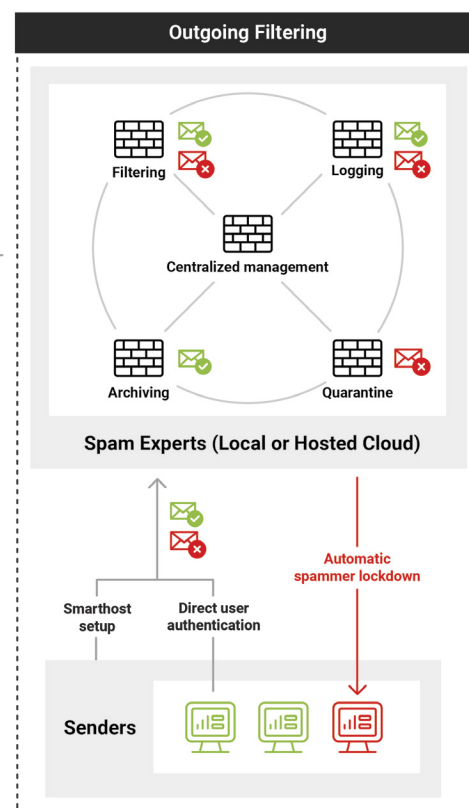 Outgoing Filtering
Filtering
Logging
Centralized management
Archiving
Quarantine
Spam Experts (Local or Hosted Cloud)
Automatic
spammer lockdown
Smarthost
setup
Direct user
authentication
Senders